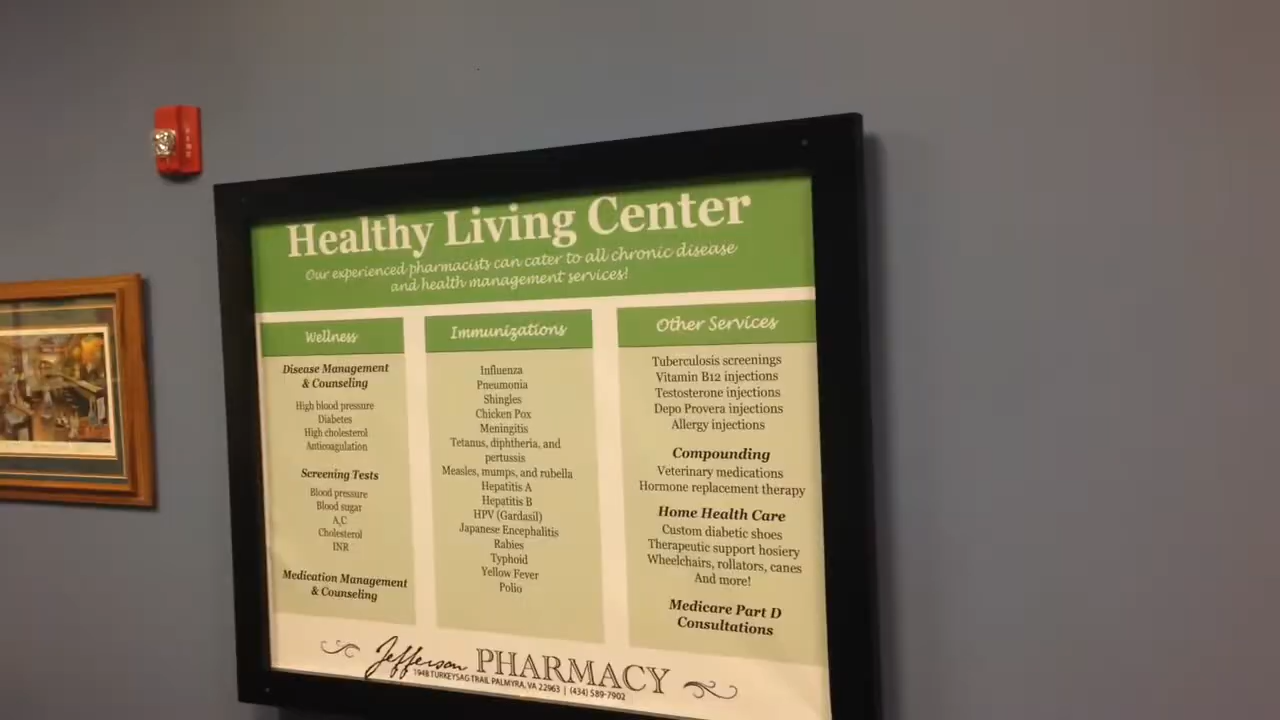 Healthy Living Center
Our experienced pharmacists can cater to all chronic disease
and health management services!
Wellness
Disease Management
& Counseling
High blood pressure
Diabetes
High cholesterol
Anticoagulation
Screening Tests
Blood pressure
Blood sugar
A1C
Cholesterol
INR
Medication Management
& Counseling
Immunizations
Influenza
Pneumonia
Shingles
Chicken Pox
Meningitis
Tetanus, diphtheria, and
pertussis
Measles, mumps, and rubella
Hepatitis A
Hepatitis B
HPV (Gardasil)
Japanese Encephalitis
Rabies
Typhoid
Yellow Fever
Polio
Other Services
Tuberculosis screenings
Vitamin B12 injections
Testosterone injections
Depo Provera injections
Allergy injections
Compounding
Veterinary medications
Hormone replacement therapy
Home Health Care
Custom diabetic shoes
Therapeutic support hosiery
Wheelchairs, rollators, canes
And more!
Medicare Part D
Consultations
Jefferson PHARMACY
1948 TURKEYSAG TRAIL PALMYRA, VA 22963 | (434) 589-7902
FIRE